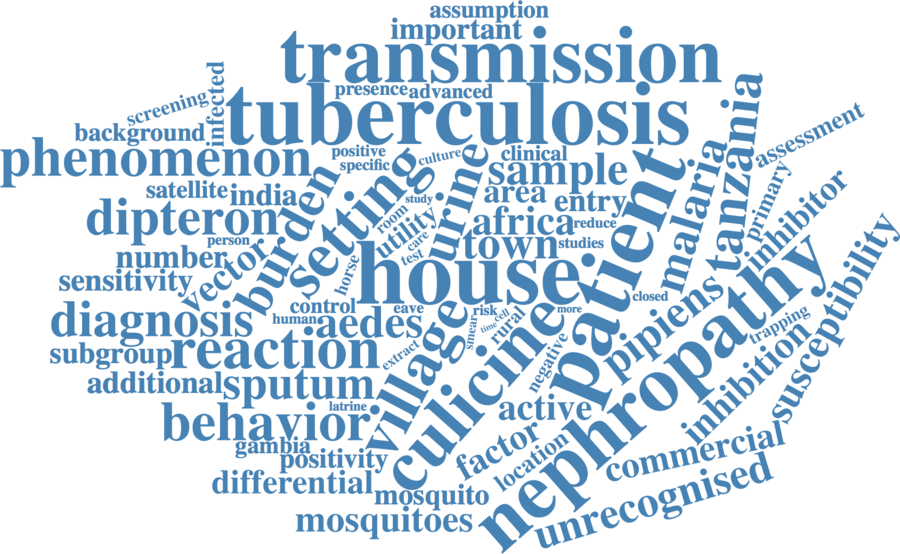 assumption
important
transmission
presence
advanced
tuberculosis
screening
infected
background
phenomenon
positive
specific
culture
clinical
sample
assessment
satellite
india
burden
setting
study
urine
area
entry
patient
malaria
tanzania
primary
dipteron
person
room
utility
care
test
africa
reduce
town
studies
inhibitor
number
vector
sensitivity
horse
house
closed
control
human
eave
risk
more
diagnosis
aedes
smear
time
cell
rural
pipiens
trapping
susceptibility
subgroup
reaction
extract
village
culicine
negative
nephropathy
inhibition
additional
sputum
latrine
behavior
active
gambia
positivity
factor
location
commercial
differential
mosquito
mosquitoes
unrecognised